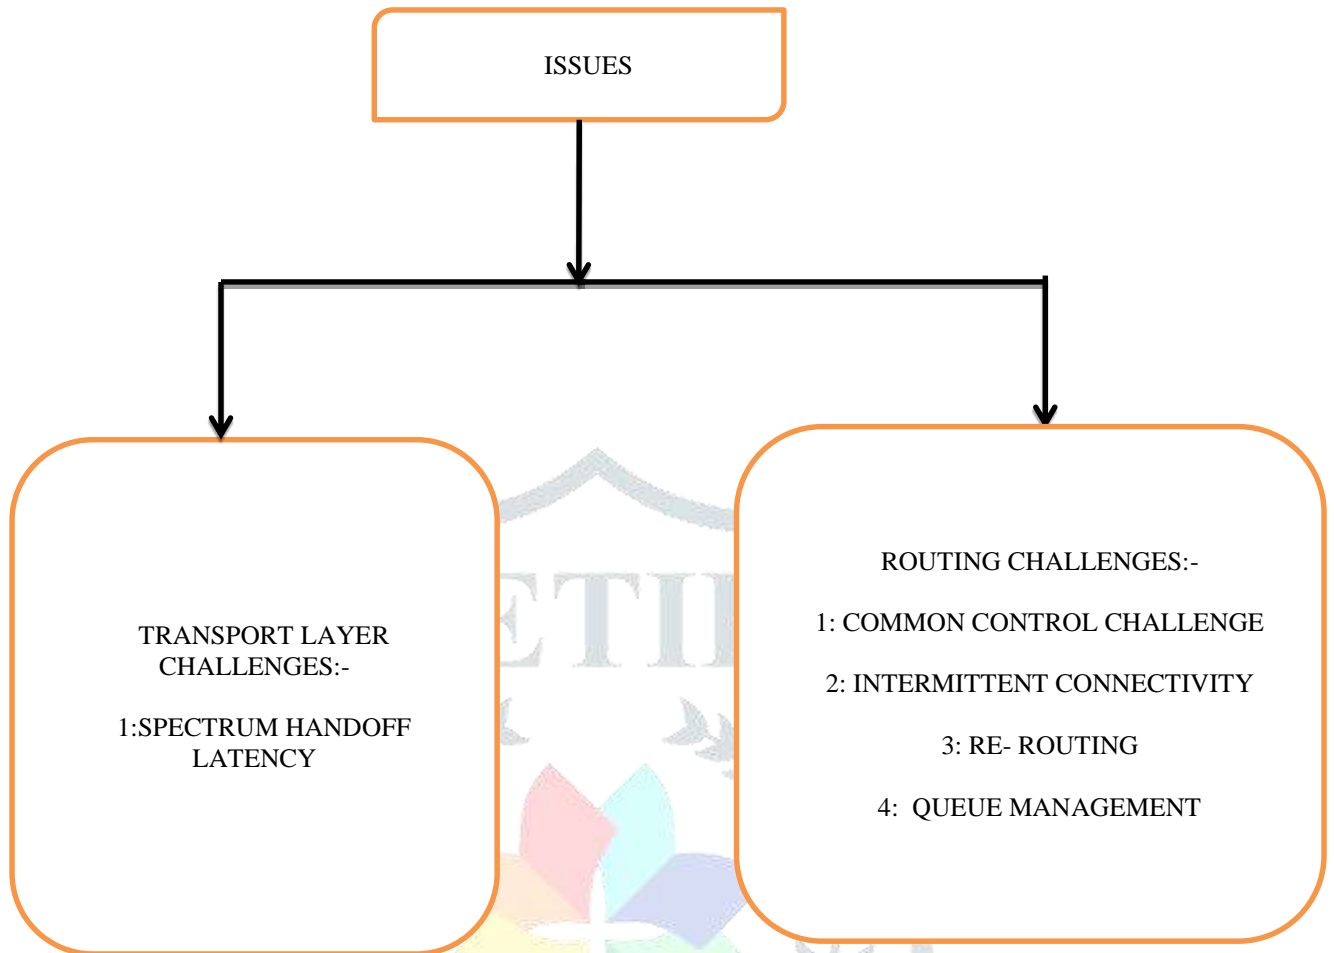 ISSUES
TRANSPORT LAYER
CHALLENGES:-
1:SPECTRUM HANDOFF
LATENCY
ROUTING CHALLENGES:-
1: COMMON CONTROL CHALLENGE
2: INTERMITTENT CONNECTIVITY
3: RE- ROUTING
4:  QUEUE MANAGEMENT